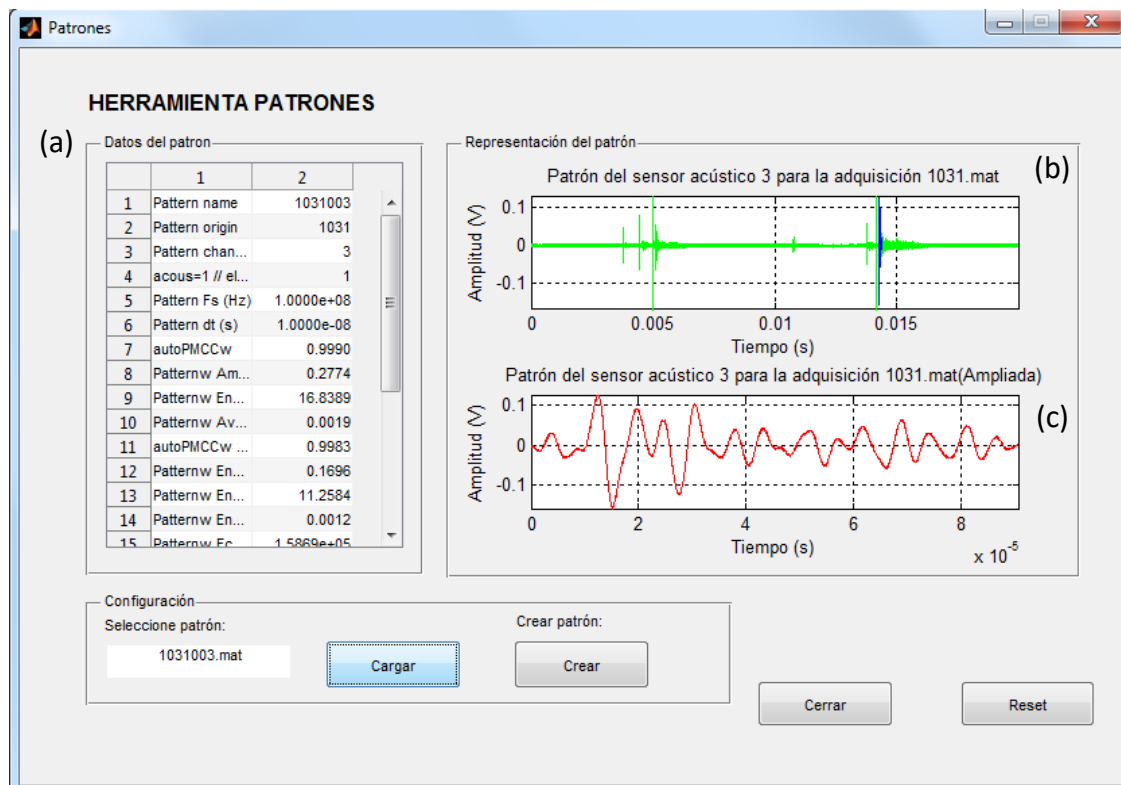 Patrones
HERRAMIENTA PATRONES
(a)
Datos del patron
1 2
1 Pattern name 1031003
2 Pattern origin 1031
3 Pattern chan... 3
4 acous=1 // el... 1
5 Pattern Fs (Hz) 1.0000e+08
6 Pattern dt (s) 1.0000e-08
7 autoPMCCw 0.9990
8 Patternw Am... 0.2774
9 Patternw En... 16.8389
10 Patternw Av... 0.0019
11 autoPMCCw ... 0.9983
12 Patternw En... 0.1696
13 Patternw En... 11.2584
14 Patternw En... 0.0012
15 Patternw Ec... 1.5869e+05
Representación del patrón
(b)
Patrón del sensor acústico 3 para la adquisición 1031.mat
Amplitud (V)
0.1
0
-0.1
0 0.005 0.01 0.015
Tiempo (s)
Patrón del sensor acústico 3 para la adquisición 1031.mat(Ampliada)
(c)
Amplitud (V)
0.1
0
-0.1
0 2 4 6 8
Tiempo (s)
x 10⁻⁵
Configuración
Seleccione patrón:
1031003.mat
Cargar
Crear patrón:
Crear
Cerrar
Reset